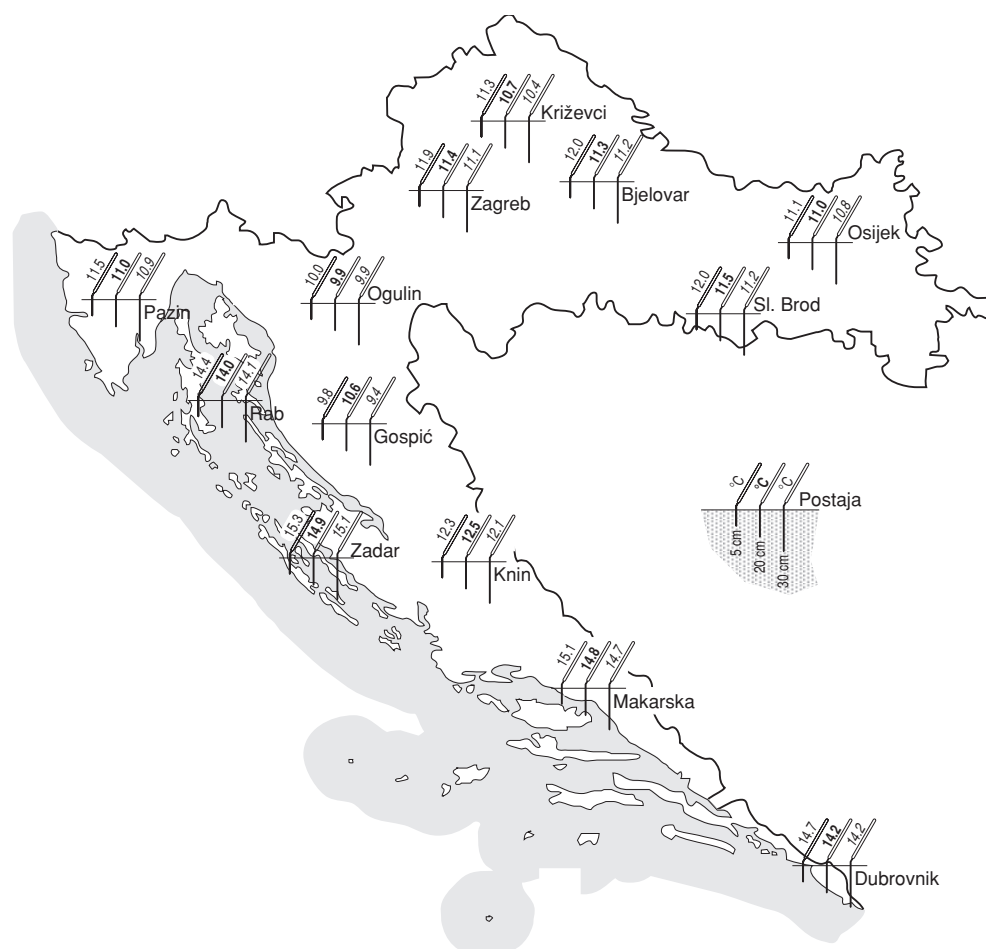 11.3 10.7 10.4
Križevci
11.9 11.4 11.1
Zagreb
12.0 11.3 11.2
Bjelovar
11.1 11.0 10.8
Osijek
11.5 11.0 10.9
Pazin
10.0 9.9 9.9
Ogulin
12.0 11.5 11.2
Sl. Brod
14.4 14.0 14.1
Rab
9.8 10.6 9.4
Gospić
°C °C °C
Postaja
5 cm
20 cm
30 cm
15.3 14.9 15.1
Zadar
12.3 12.5 12.1
Knin
15.1 14.8 14.7
Makarska
14.7 14.2 14.2
Dubrovnik